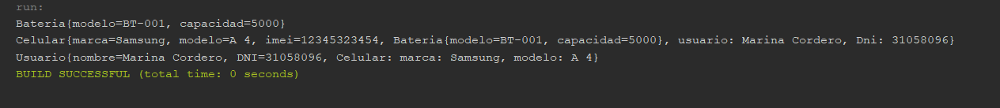 run:
Bateria{modelo=BT-001, capacidad=5000}
Celular{marca=Samsung, modelo=A 4, imei=12345323454, Bateria{modelo=BT-001, capacidad=5000}, usuario: Marina Cordero, Dni: 31058096}
Usuario{nombre=Marina Cordero, DNI=31058096, Celular: marca: Samsung, modelo: A 4}
BUILD SUCCESSFUL (total time: 0 seconds)